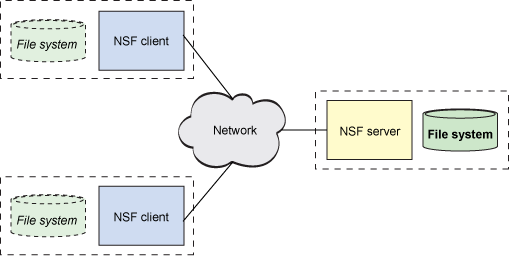 File system
NSF client
Network
NSF server
File system
File system
NSF client